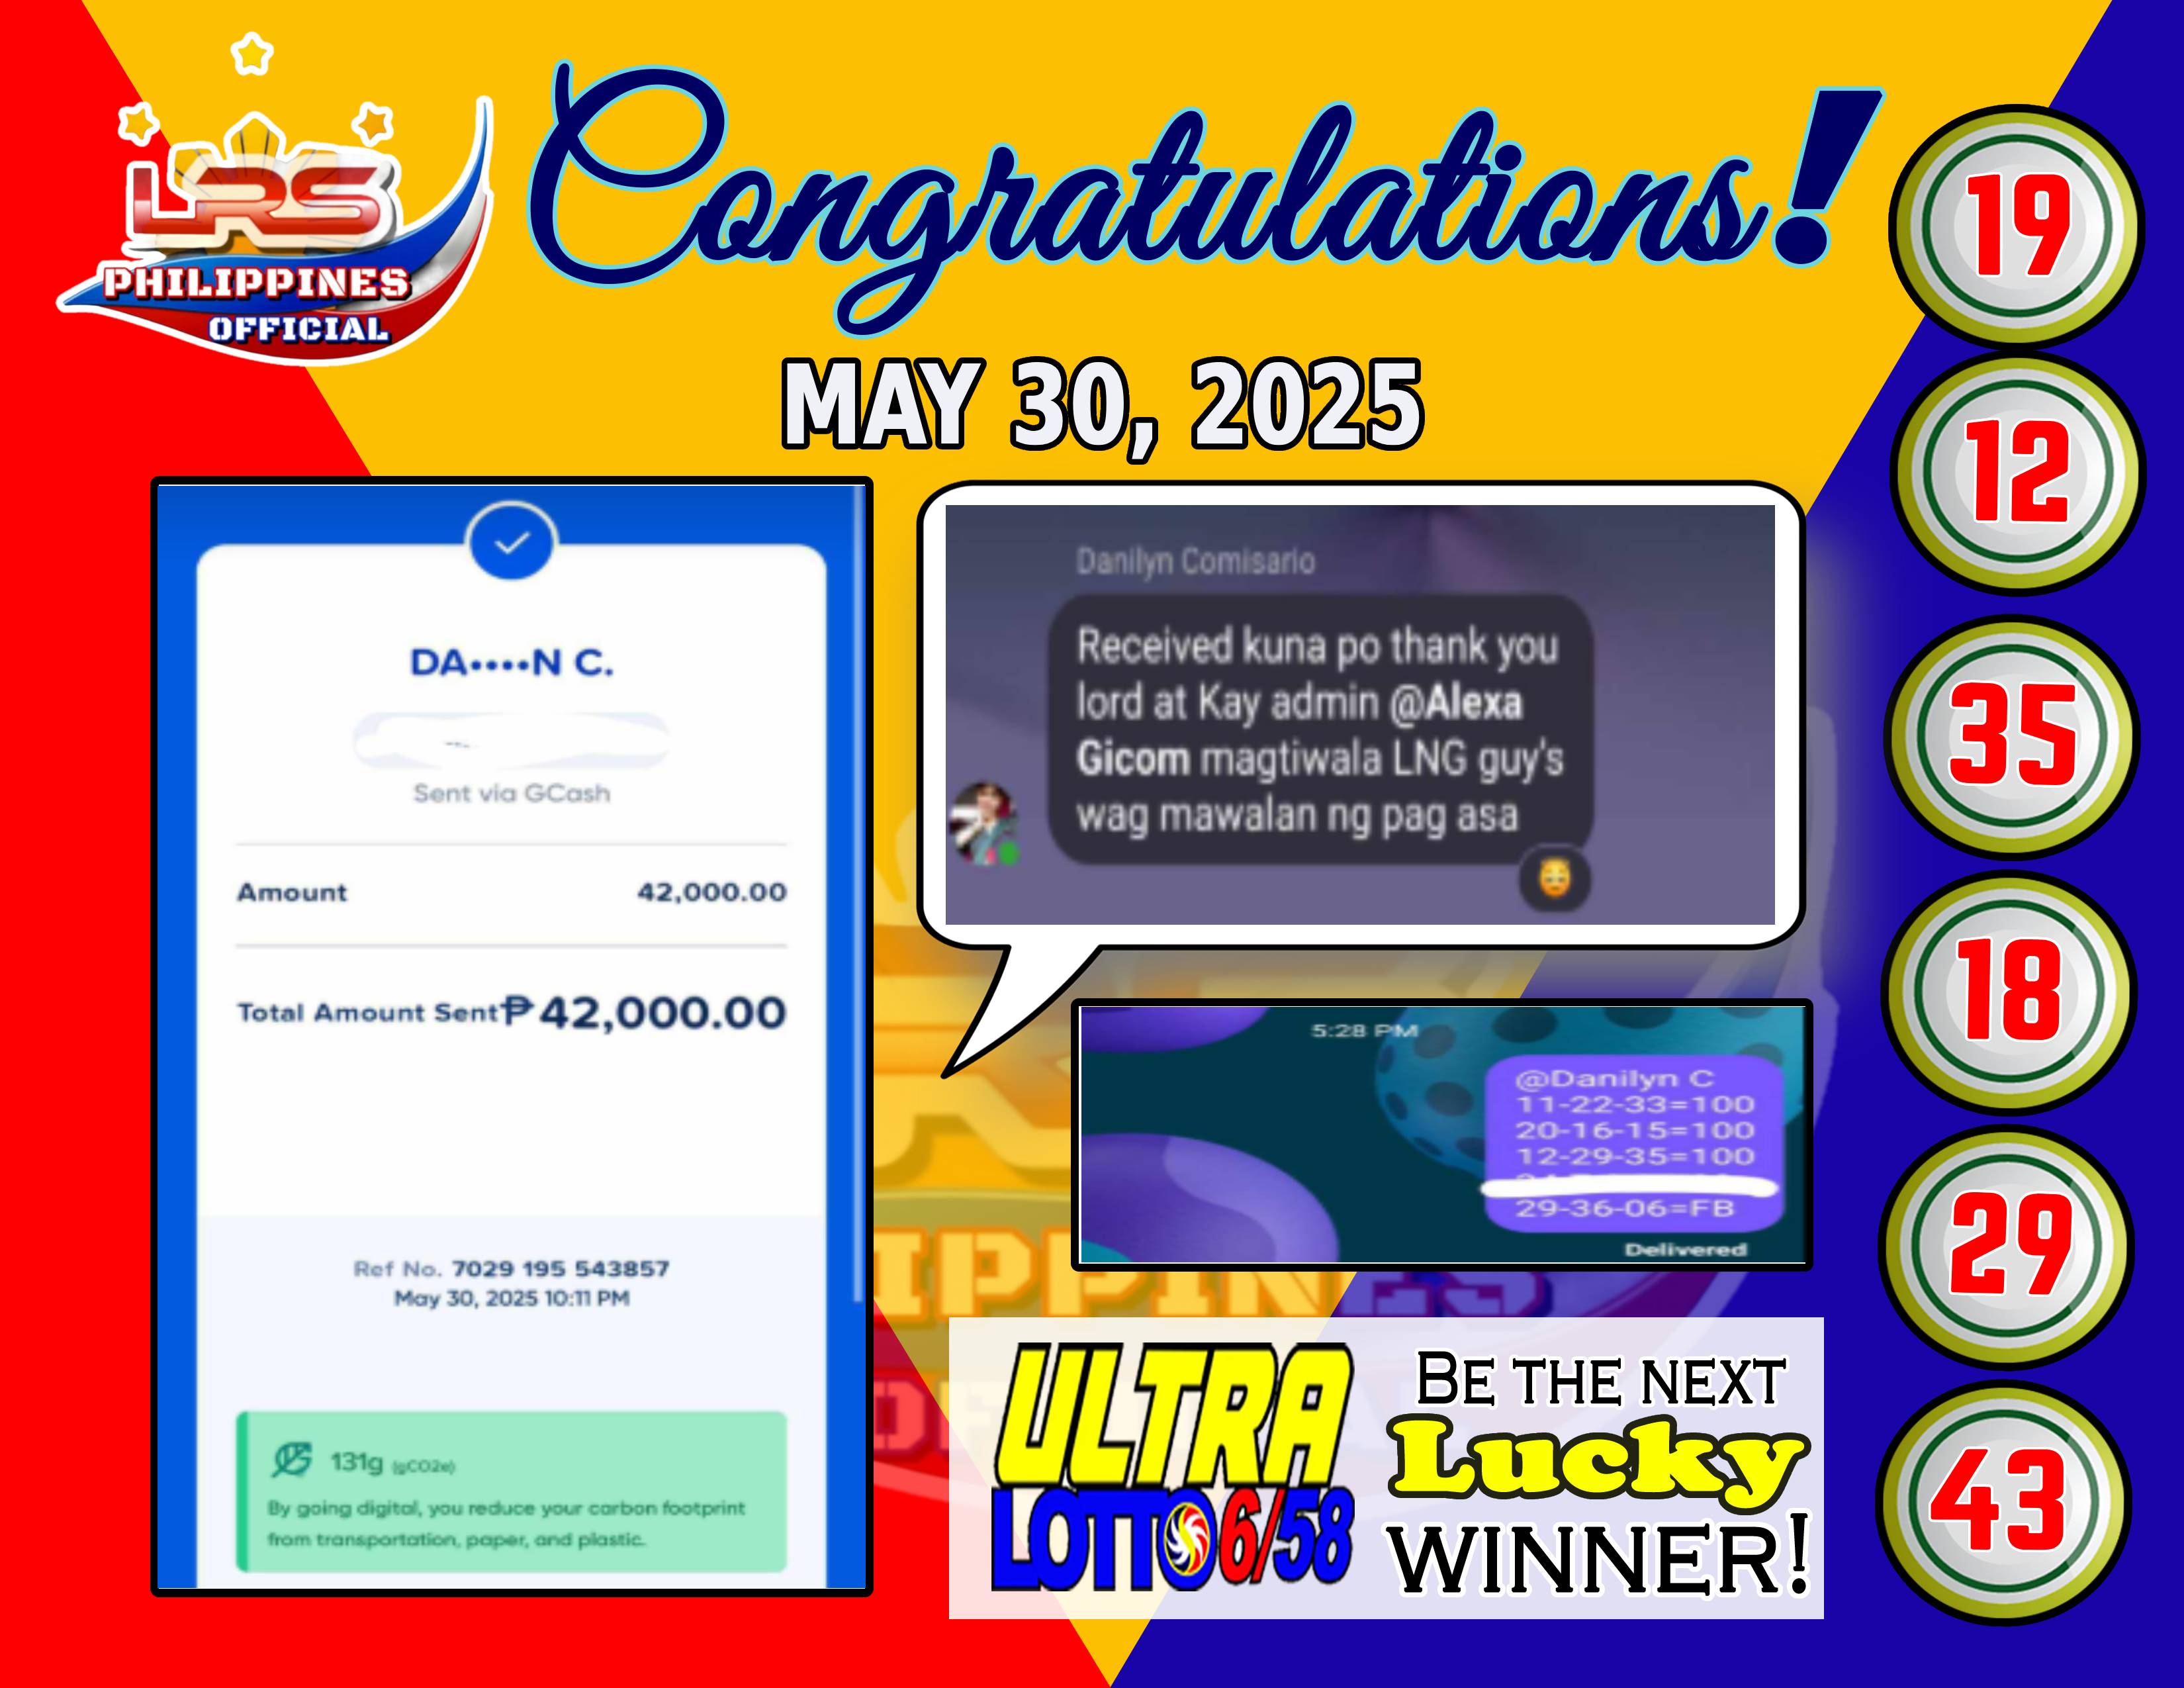 LRS
PHILIPPINES
OFFICIAL
Congratulations!
MAY 30, 2025
DA••••N C.
Sent via GCash
Amount 42,000.00
Total Amount Sent ₱42,000.00
Ref No. 7029 195 543857
May 30, 2025 10:11 PM
131g (gCO2e)
By going digital, you reduce your carbon footprint
from transportation, paper, and plastic.
Danilyn Comisario
Received kuna po thank you
lord at Kay admin @Alexa
Gicom magtiwala LNG guy's
wag mawalan ng pag asa
5:28 PM
@Danilyn C
11-22-33=100
20-16-15=100
12-29-35=100
29-36-06=FB
Delivered
ULTRA
LOTTO 6/58
BE THE NEXT
Lucky
WINNER!
19
12
35
18
29
43